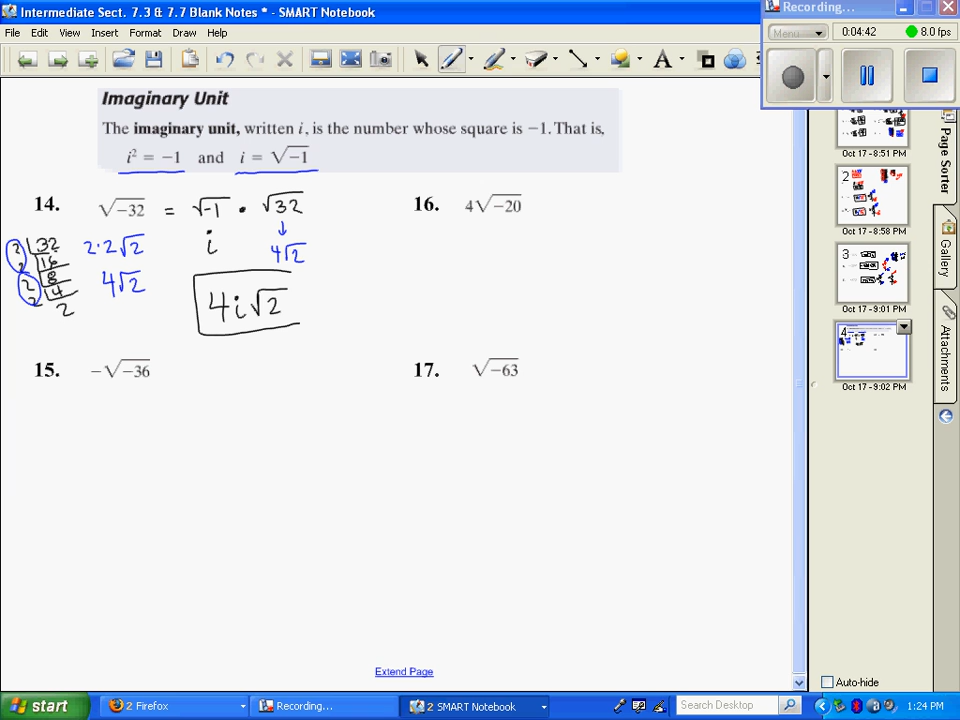 Intermediate Sect. 7.3 & 7.7 Blank Notes * - SMART Notebook
Recording...
File Edit View Insert Format Draw Help
Menu
0:04:42
8.0 fps
Imaginary Unit
The imaginary unit, written i, is the number whose square is −1. That is,
i² = −1 and i = √−1
14. √−32 = √-1 • √32
i
4√2
2 32
2 16
2 8
2 4
2
2·2√2
4√2
4i√2
16. 4√−20
15. −√−36
17. √−63
Extend Page
Oct 17 - 8:51 PM
2
Oct 17 - 8:58 PM
3
Oct 17 - 9:01 PM
4
Oct 17 - 9:02 PM
Page Sorter
Gallery
Attachments
Auto-hide
start
2 Firefox
Recording...
2 SMART Notebook
Search Desktop
1:24 PM